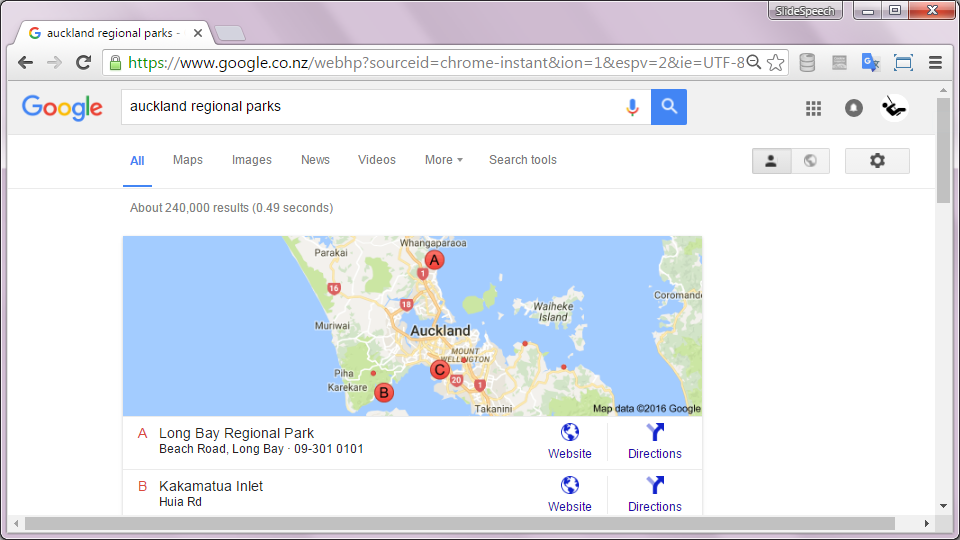 SlideSpeech
auckland regional parks -
https://www.google.co.nz/webhp?sourceid=chrome-instant&ion=1&espv=2&ie=UTF-8
Google
auckland regional parks
All Maps Images News Videos More Search tools
About 240,000 results (0.49 seconds)
Whangaparaoa
Parakai
A
1
16
18
Waiheke
Island
Coromande
Muriwai
Auckland
MOUNT
WELLINGTON
Piha
C
20
1
Karekare
B
Takanini
Map data ©2016 Google
A Long Bay Regional Park
Beach Road, Long Bay · 09-301 0101
Website Directions
B Kakamatua Inlet
Huia Rd
Website Directions